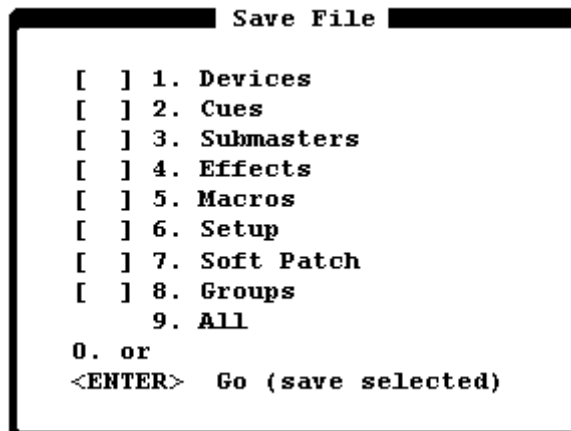 Save File
[ ] 1. Devices
[ ] 2. Cues
[ ] 3. Submasters
[ ] 4. Effects
[ ] 5. Macros
[ ] 6. Setup
[ ] 7. Soft Patch
[ ] 8. Groups
9. All
0. or
<ENTER> Go (save selected)